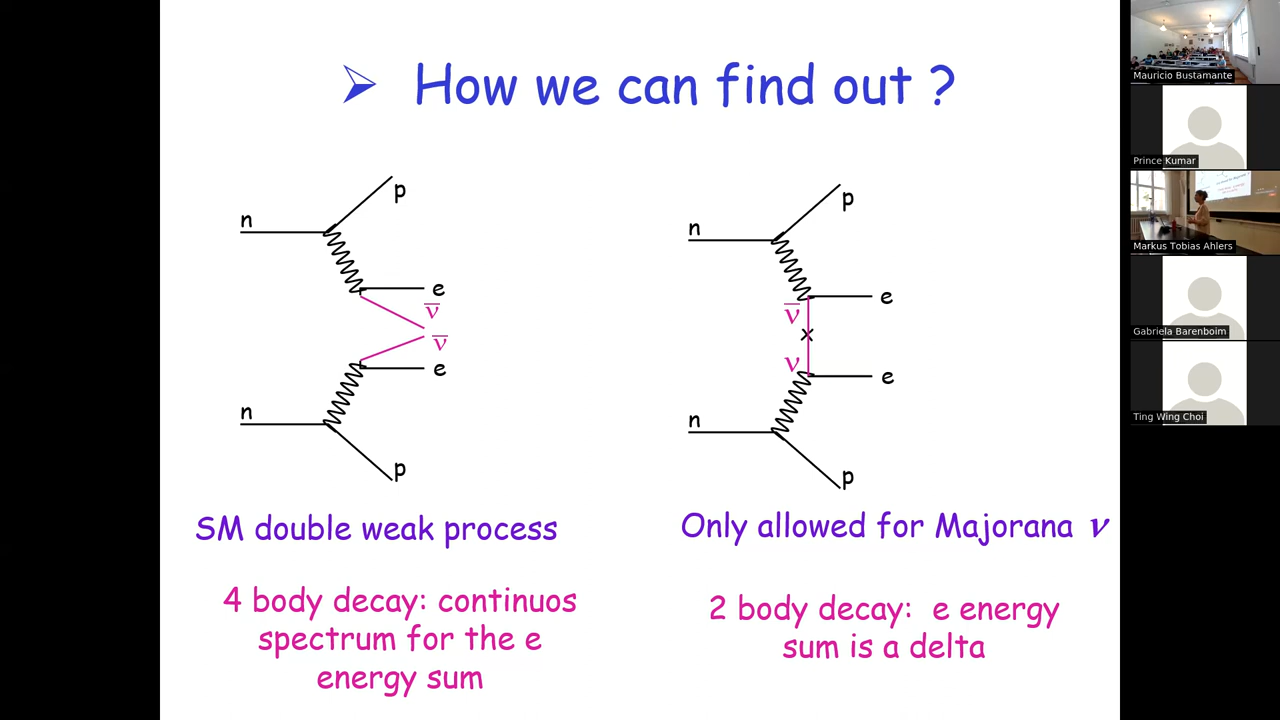 ➢ How we can find out ?
n
p
e
ν̅
ν̅
e
n
p
SM double weak process
4 body decay: continuos
spectrum for the e
energy sum
n
p
e
ν̅
×
ν
e
n
p
Only allowed for Majorana ν
2 body decay: e energy
sum is a delta
Mauricio Bustamante
Prince Kumar
Markus Tobias Ahlers
Gabriela Barenboim
Ting Wing Choi